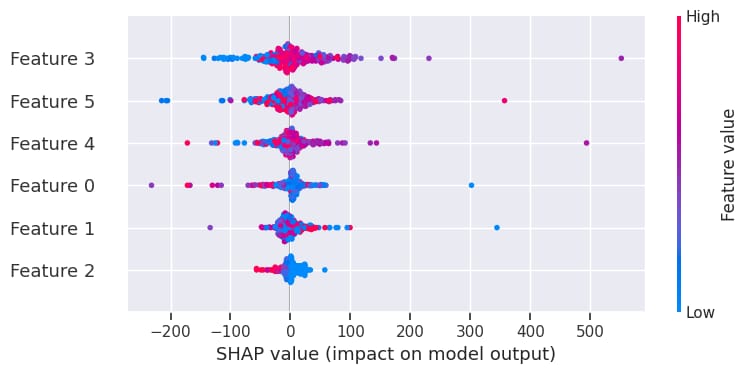 High
Feature 3
Feature 5
Feature 4
Feature 0
Feature 1
Feature 2
Feature value
Low
−200 −100 0 100 200 300 400 500
SHAP value (impact on model output)